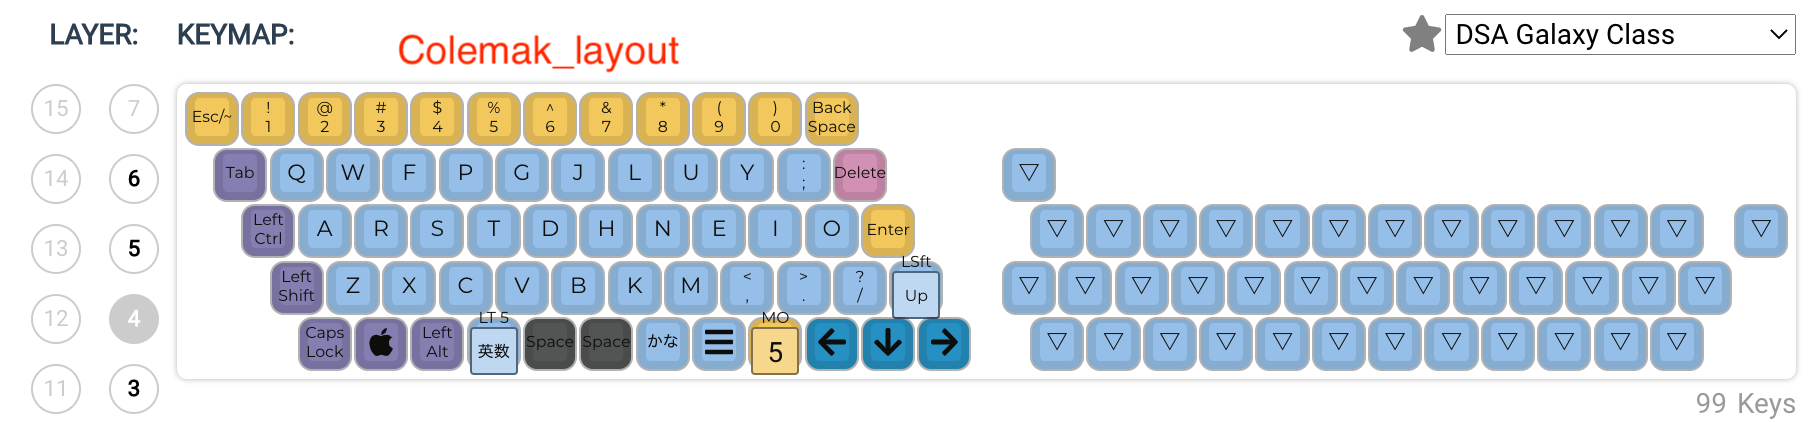 LAYER: KEYMAP: Colemak_layout DSA Galaxy Class
15 7 Esc/~ ! 1 @ 2 # 3 $ 4 % 5 ^ 6 & 7 * 8 ( 9 ) 0 Back Space
14 6 Tab Q W F P G J L U Y : ; Delete ▽
13 5 Left Ctrl A R S T D H N E I O Enter ▽ ▽ ▽ ▽ ▽ ▽ ▽ ▽ ▽ ▽ ▽ ▽ ▽
12 4 Left Shift Z X C V B K M < , > . ? / LSft Up ▽ ▽ ▽ ▽ ▽ ▽ ▽ ▽ ▽ ▽ ▽ ▽ ▽
Caps Lock Left Alt LT 5 英数 Space Space かな ☰ MO 5 ← ↓ → ▽ ▽ ▽ ▽ ▽ ▽ ▽ ▽ ▽ ▽ ▽ ▽
11 3 99 Keys